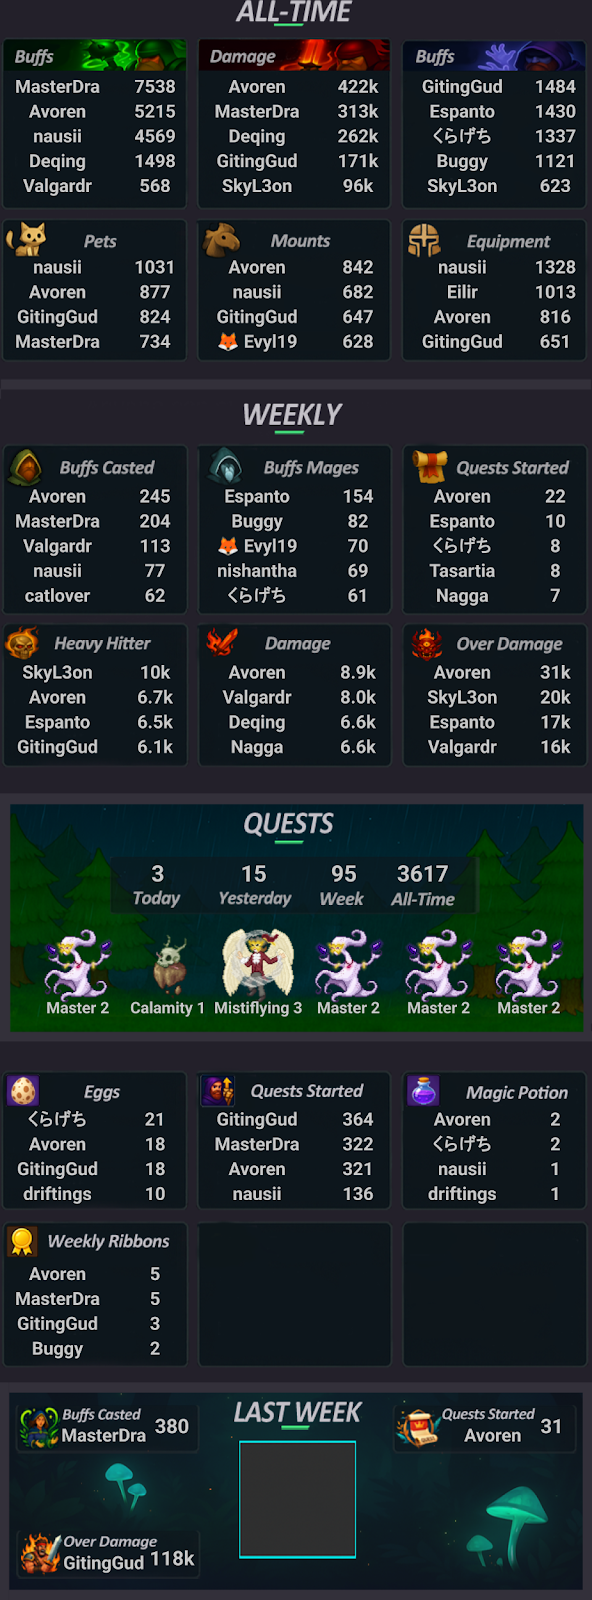 ALL-TIME
Buffs
MasterDra 7538
Avoren 5215
nausii 4569
Deqing 1498
Valgardr 568
Damage
Avoren 422k
MasterDra 313k
Deqing 262k
GitingGud 171k
SkyL3on 96k
Buffs
GitingGud 1484
Espanto 1430
くらげち 1337
Buggy 1121
SkyL3on 623
Pets
nausii 1031
Avoren 877
GitingGud 824
MasterDra 734
Mounts
Avoren 842
nausii 682
GitingGud 647
🦊 Evyl19 628
Equipment
nausii 1328
Eilir 1013
Avoren 816
GitingGud 651
WEEKLY
Buffs Casted
Avoren 245
MasterDra 204
Valgardr 113
nausii 77
catlover 62
Buffs Mages
Espanto 154
Buggy 82
🦊 Evyl19 70
nishantha 69
くらげち 61
Quests Started
Avoren 22
Espanto 10
くらげち 8
Tasartia 8
Nagga 7
Heavy Hitter
SkyL3on 10k
Avoren 6.7k
Espanto 6.5k
GitingGud 6.1k
Damage
Avoren 8.9k
Valgardr 8.0k
Deqing 6.6k
Nagga 6.6k
Over Damage
Avoren 31k
SkyL3on 20k
Espanto 17k
Valgardr 16k
QUESTS
3 15 95 3617
Today Yesterday Week All-Time
Master 2 Calamity 1 Mistiflying 3 Master 2 Master 2 Master 2
Eggs
くらげち 21
Avoren 18
GitingGud 18
driftings 10
Quests Started
GitingGud 364
MasterDra 322
Avoren 321
nausii 136
Magic Potion
Avoren 2
くらげち 2
nausii 1
driftings 1
Weekly Ribbons
Avoren 5
MasterDra 5
GitingGud 3
Buggy 2
LAST WEEK
Buffs Casted
MasterDra 380
Quests Started
Avoren 31
Over Damage
GitingGud 118k